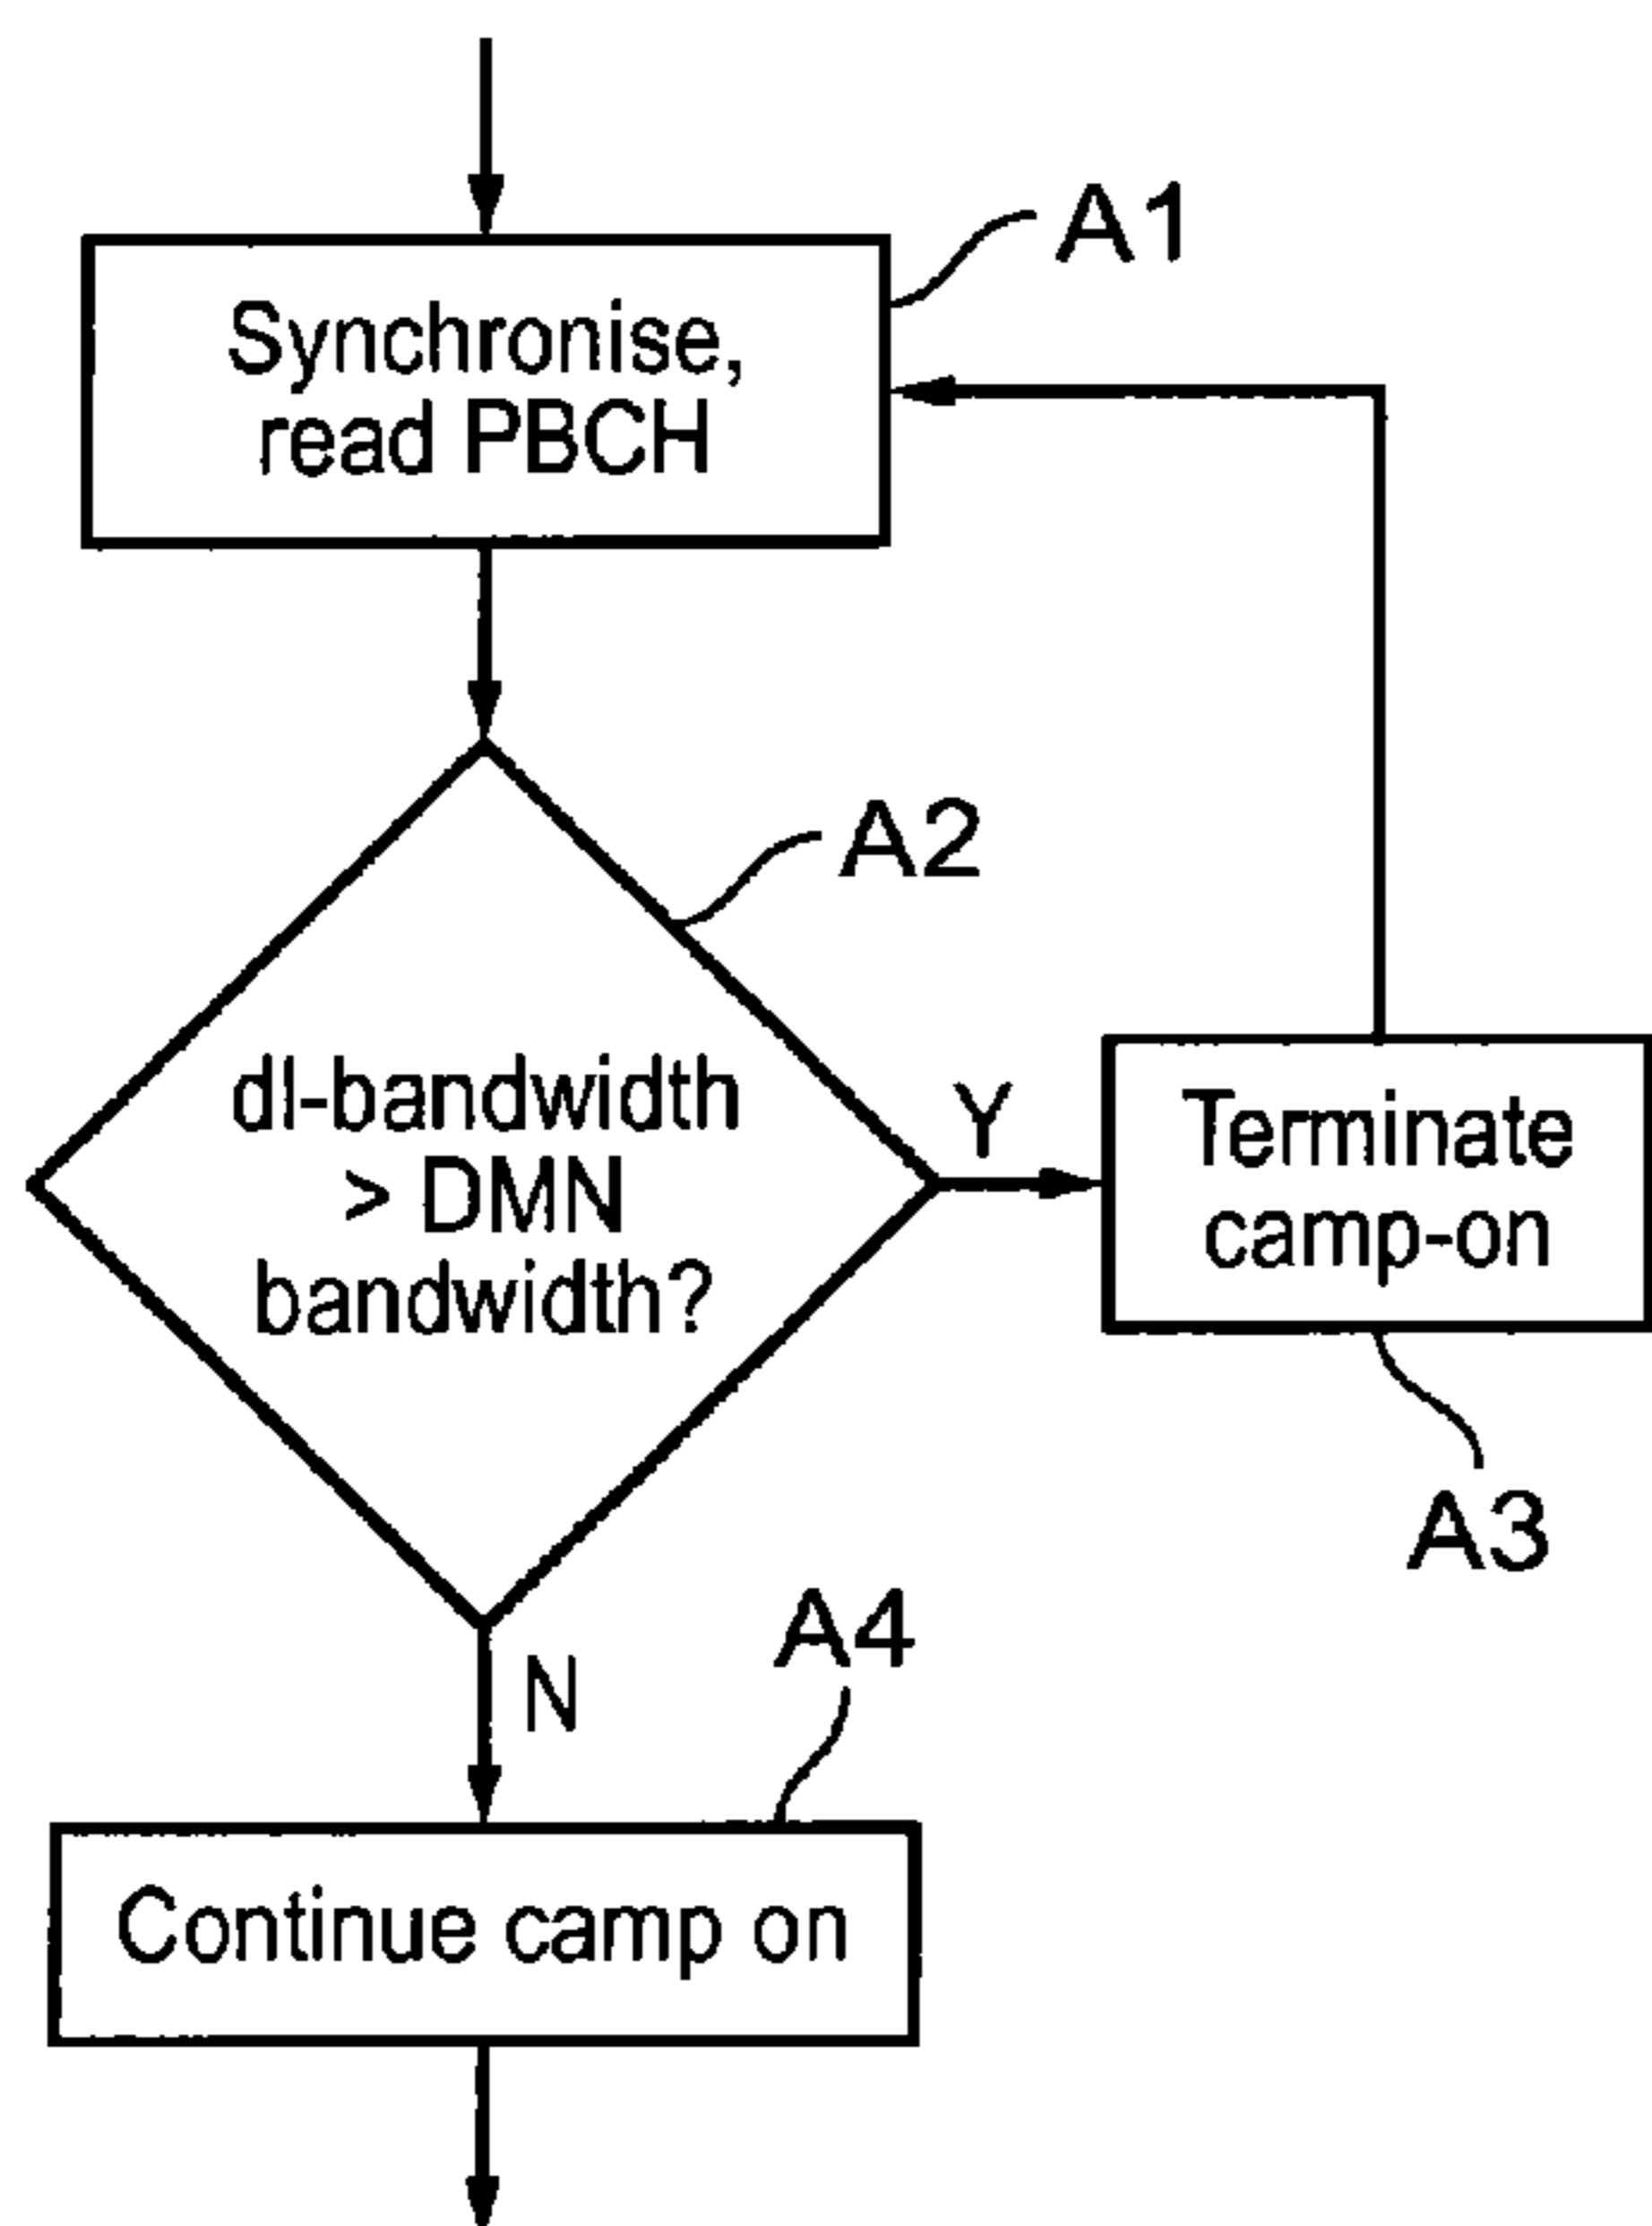 A1
Synchronise,
read PBCH
A2
dl-bandwidth
> DMN
bandwidth?
Y
Terminate
camp-on
A3
A4
N
Continue camp on